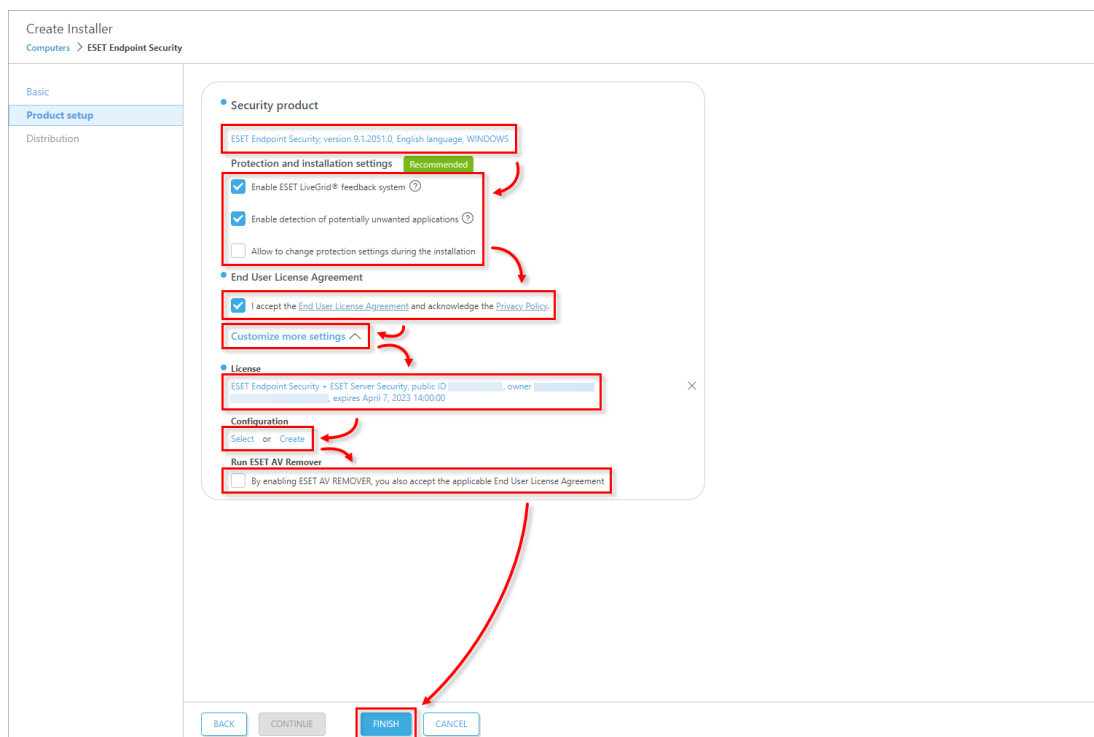 Create Installer
Computers > ESET Endpoint Security
Basic
Product setup
Distribution
Security product
ESET Endpoint Security; version 9.1.2051.0, English language, WINDOWS
Protection and installation settings Recommended
Enable ESET LiveGrid® feedback system ?
Enable detection of potentially unwanted applications ?
Allow to change protection settings during the installation
End User License Agreement
I accept the End User License Agreement and acknowledge the Privacy Policy.
Customize more settings
License
ESET Endpoint Security + ESET Server Security, public ID , owner
, expires April 7, 2023 14:00:00
Configuration
Select or Create
Run ESET AV Remover
By enabling ESET AV REMOVER, you also accept the applicable End User License Agreement
BACK CONTINUE FINISH CANCEL